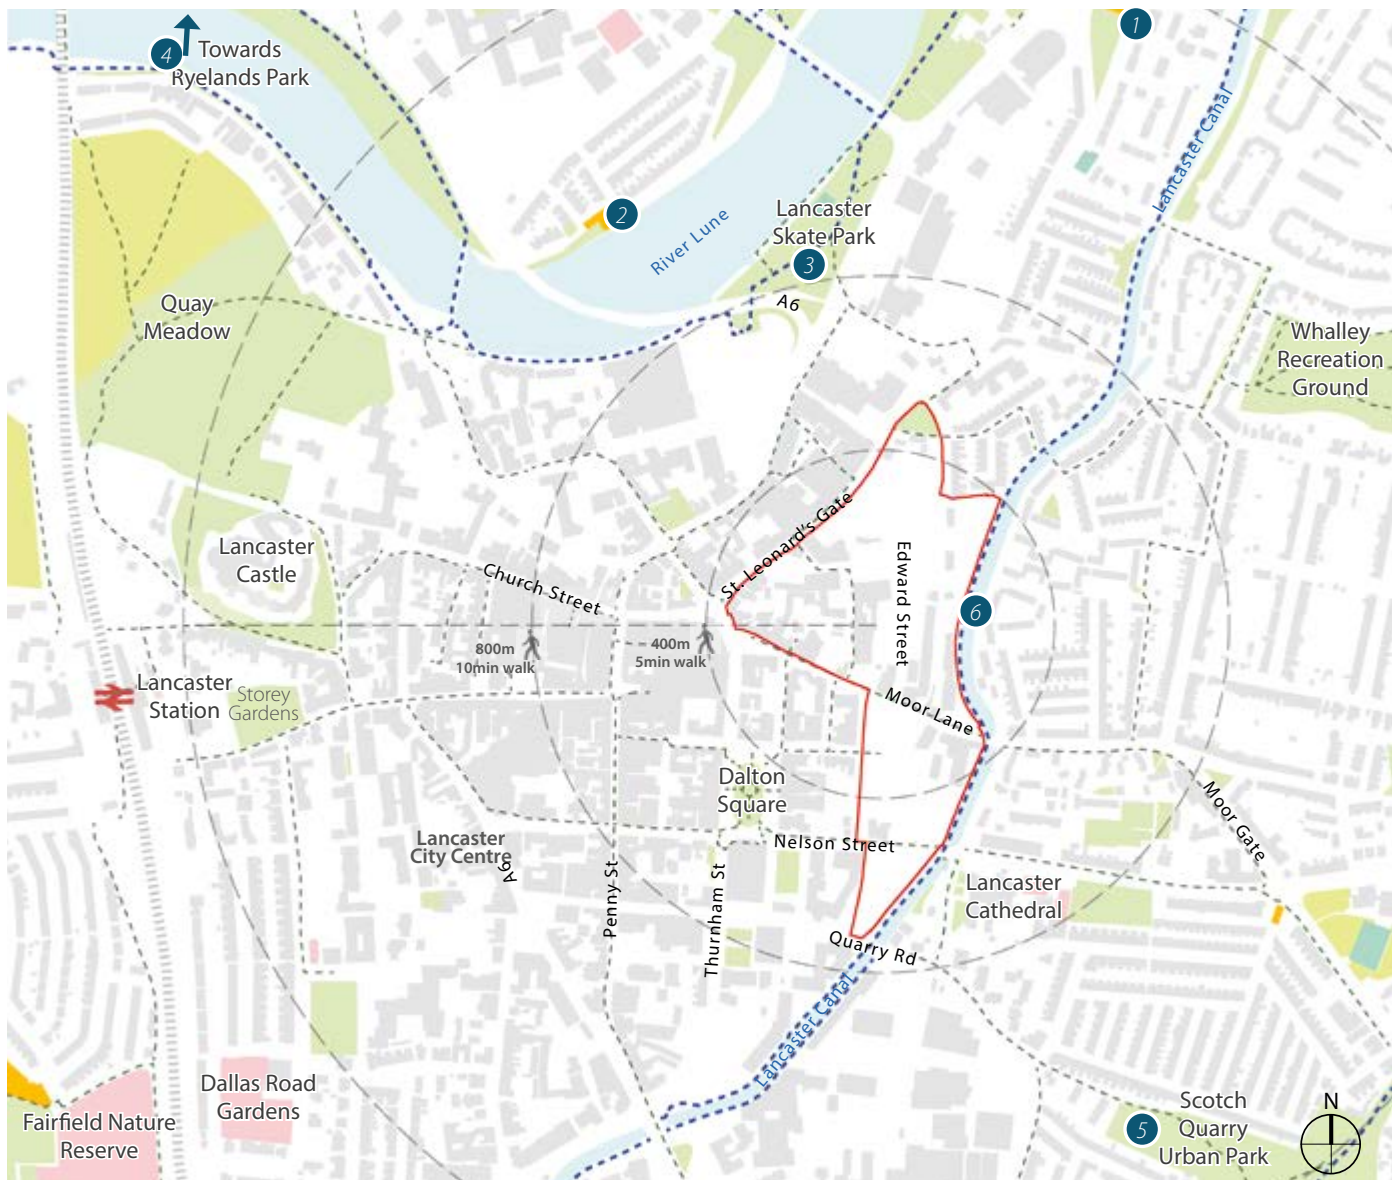 1
4
Towards
Ryelands Park
Lancaster Canal
2
Lancaster
Skate Park
River Lune
3
A6
Quay
Meadow
Whalley
Recreation
Ground
St. Leonard's Gate
Lancaster
Castle
Church Street
Edward Street
6
800m
10min walk
400m
5min walk
Lancaster
Station
Storey
Gardens
Moor Lane
Dalton
Square
Moor Gate
Nelson Street
Lancaster
City Centre
A6
Penny St
Thurnham St
Lancaster
Cathedral
Quarry Rd
Lancaster Canal
Dallas Road
Gardens
Fairfield Nature
Reserve
5
Scotch
Quarry
Urban Park
N